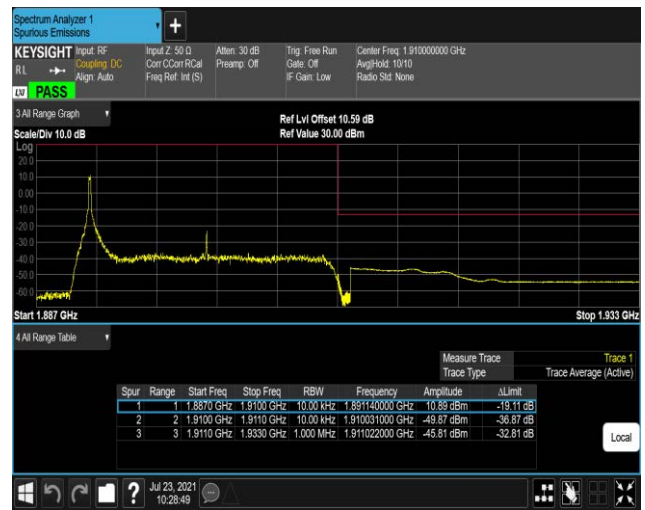 Spectrum Analyzer 1
Spurious Emissions
+
KEYSIGHT Input: RF Input Z: 50 Ω Atten: 30 dB Trig: Free Run Center Freq: 1.910000000 GHz
RL Coupling: DC Corr CCorr RCal Preamp: Off Gate: Off Avg|Hold: 10/10
Align: Auto Freq Ref: Int (S) IF Gain: Low Radio Std: None
LXI PASS
3 All Range Graph
Ref Lvl Offset 10.59 dB
Scale/Div 10.0 dB Ref Value 30.00 dBm
Log
20.0
10.0
0.00
-10.0
-20.0
-30.0
-40.0
-50.0
-60.0
Start 1.887 GHz Stop 1.933 GHz
4 All Range Table
Measure Trace Trace 1
Trace Type Trace Average (Active)
Spur Range Start Freq Stop Freq RBW Frequency Amplitude ΔLimit
1 1 1.8870 GHz 1.9100 GHz 10.00 kHz 1.891140000 GHz 10.89 dBm -19.11 dB
2 2 1.9100 GHz 1.9110 GHz 10.00 kHz 1.910031000 GHz -49.87 dBm -36.87 dB
3 3 1.9110 GHz 1.9330 GHz 1.000 MHz 1.911022000 GHz -45.81 dBm -32.81 dB
Local
? Jul 23, 2021
10:28:49